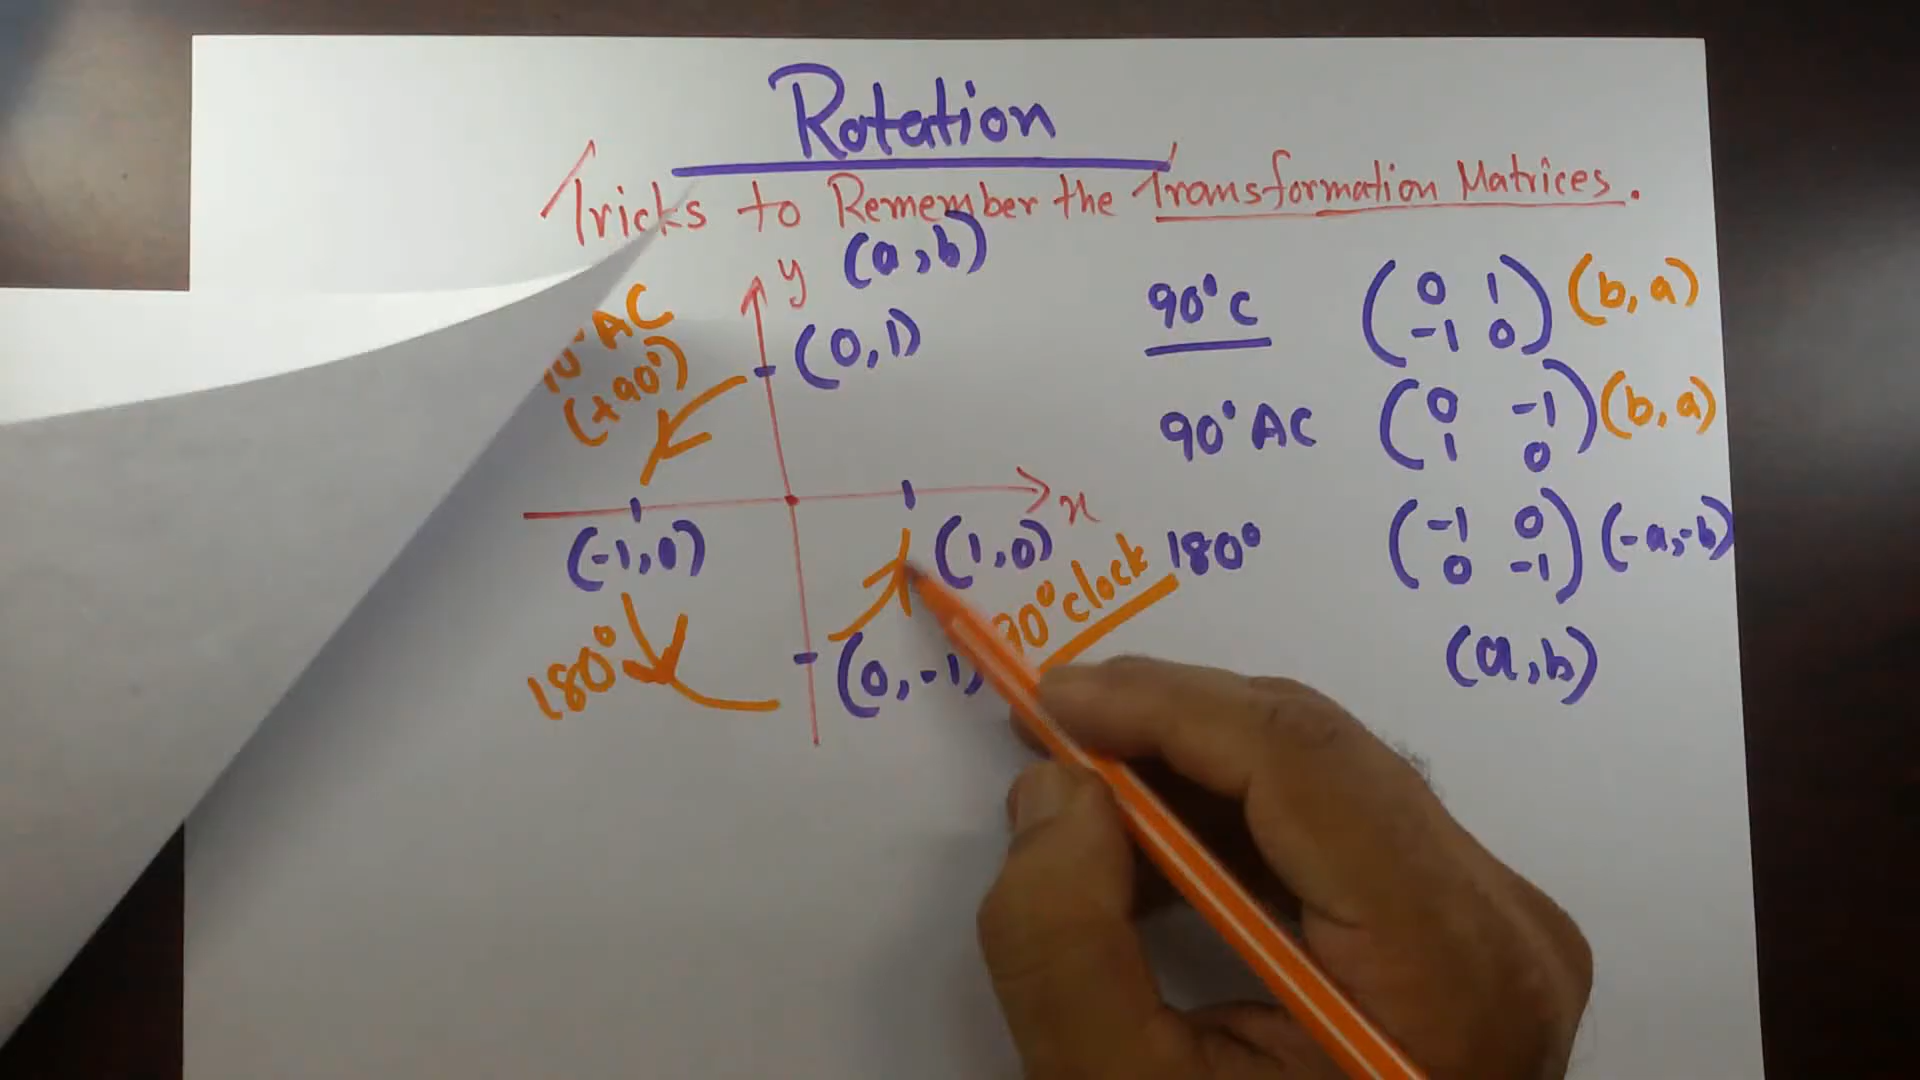 Rotation
Tricks to Remember the Transformation Matrices.
y (a, b)
(0, 1)
AC
(+90°)
x
(-1, 0)
(1, 0)
180°
(0, -1)
90° clock
90°C (0 1 -1 0) (b, a)
90° AC (0 -1 1 0) (b, a)
180° (-1 0 0 -1) (-a, -b)
(a, b)